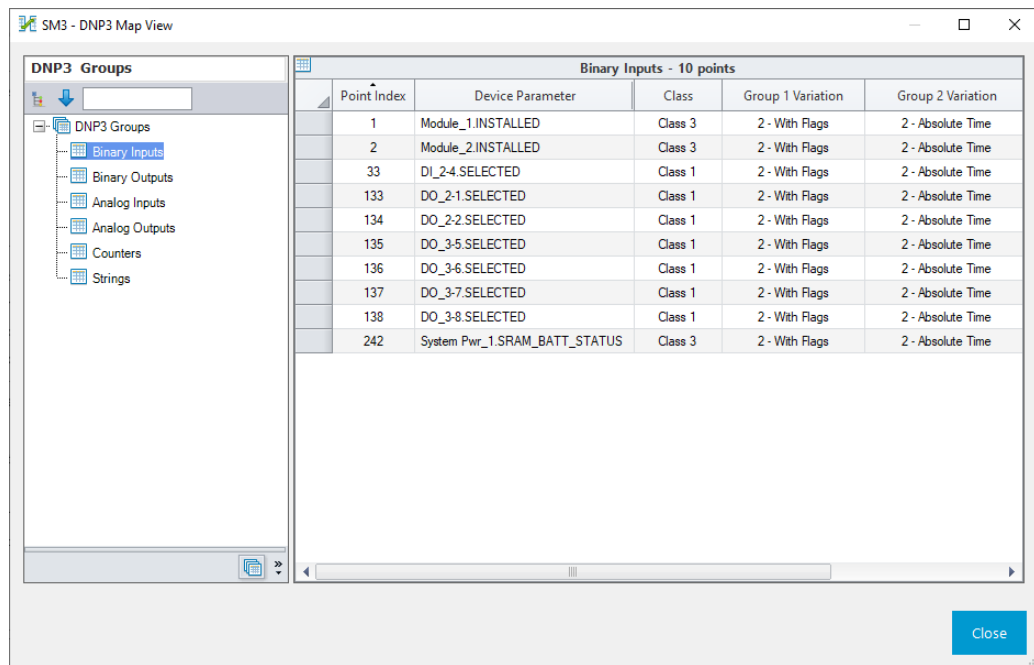 SM3 - DNP3 Map View
DNP3 Groups
DNP3 Groups
Binary Inputs
Binary Outputs
Analog Inputs
Analog Outputs
Counters
Strings
Binary Inputs - 10 points
Point Index Device Parameter Class Group 1 Variation Group 2 Variation
1 Module_1.INSTALLED Class 3 2 - With Flags 2 - Absolute Time
2 Module_2.INSTALLED Class 3 2 - With Flags 2 - Absolute Time
33 DI_2-4.SELECTED Class 1 2 - With Flags 2 - Absolute Time
133 DO_2-1.SELECTED Class 1 2 - With Flags 2 - Absolute Time
134 DO_2-2.SELECTED Class 1 2 - With Flags 2 - Absolute Time
135 DO_3-5.SELECTED Class 1 2 - With Flags 2 - Absolute Time
136 DO_3-6.SELECTED Class 1 2 - With Flags 2 - Absolute Time
137 DO_3-7.SELECTED Class 1 2 - With Flags 2 - Absolute Time
138 DO_3-8.SELECTED Class 1 2 - With Flags 2 - Absolute Time
242 System Pwr_1.SRAM_BATT_STATUS Class 3 2 - With Flags 2 - Absolute Time
Close